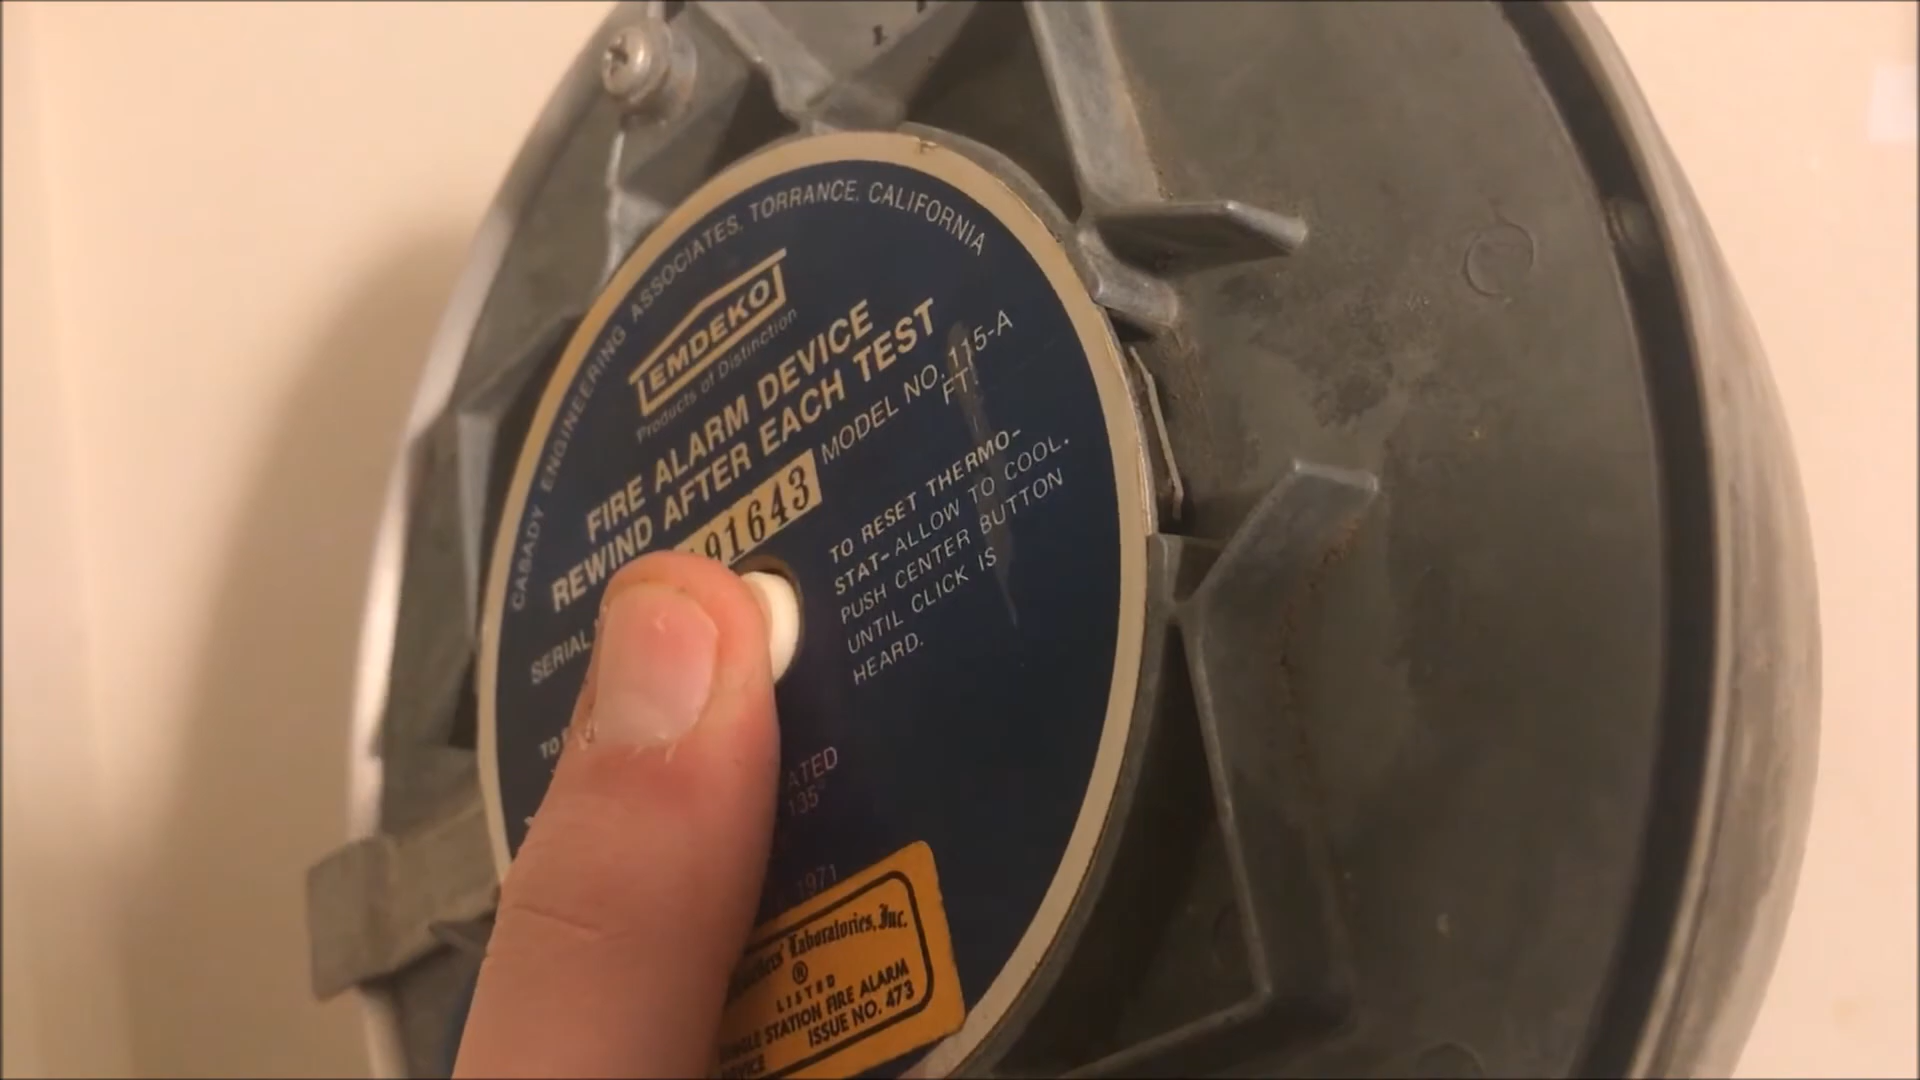 CABADY ENGINEERING ASSOCIATES, TORRANCE, CALIFORNIA
EMDEKO
Products of Distinction
FIRE ALARM DEVICE
REWIND AFTER EACH TEST
MODEL NO. 115-A
FT.
91643
SERIAL
TO RESET THERMO-
STAT-ALLOW TO COOL.
PUSH CENTER BUTTON
UNTIL CLICK IS
HEARD.
TO
ATED
135°
1971
Laboratories, Inc.
®
LISTED
STATION FIRE ALARM
ISSUE NO. 473